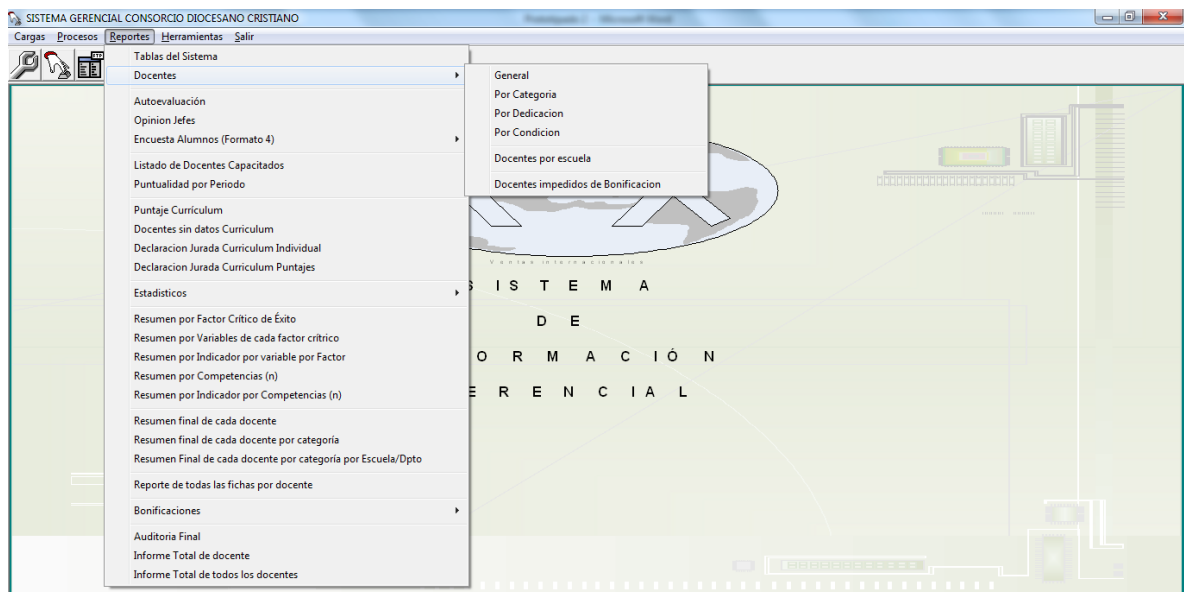 SISTEMA GERENCIAL CONSORCIO DIOCESANO CRISTIANO
Cargas Procesos Reportes Herramientas Salir
Tablas del Sistema
Docentes
Autoevaluación
Opinion Jefes
Encuesta Alumnos (Formato 4)
Listado de Docentes Capacitados
Puntualidad por Periodo
Puntaje Currículum
Docentes sin datos Curriculum
Declaracion Jurada Curriculum Individual
Declaracion Jurada Curriculum Puntajes
Estadisticos
Resumen por Factor Crítico de Éxito
Resumen por Variables de cada factor crítrico
Resumen por Indicador por variable por Factor
Resumen por Competencias (n)
Resumen por Indicador por Competencias (n)
Resumen final de cada docente
Resumen final de cada docente por categoría
Resumen Final de cada docente por categoría por Escuela/Dpto
Reporte de todas las fichas por docente
Bonificaciones
Auditoria Final
Informe Total de docente
Informe Total de todos los docentes
General
Por Categoria
Por Dedicacion
Por Condicion
Docentes por escuela
Docentes impedidos de Bonificacion
Ventas internacionales
S I S T E M A
D E
O R M A C I Ó N
E R E N C I A L